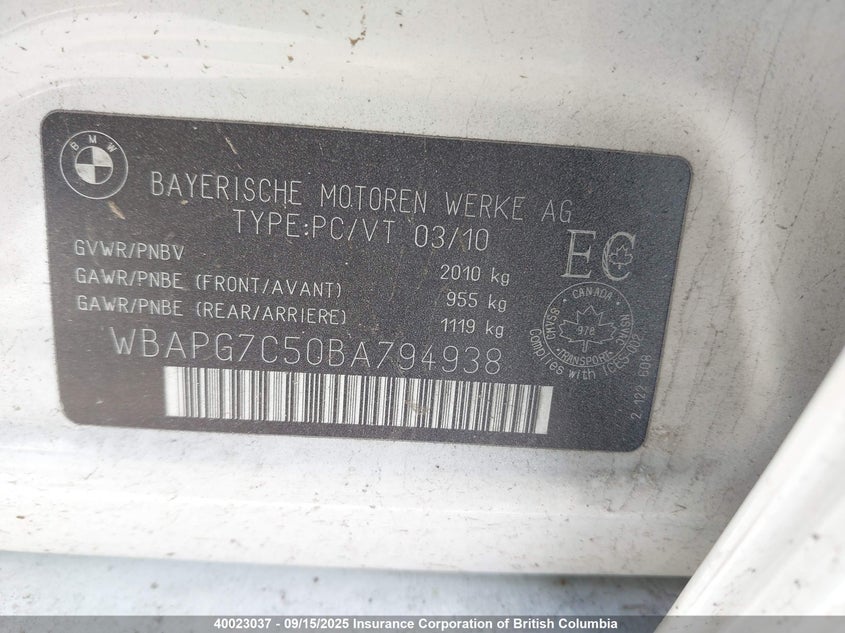 BMW
BAYERISCHE MOTOREN WERKE AG
TYPE:PC/VT 03/10
GVWR/PNBV 2010 kg
GAWR/PNBE (FRONT/AVANT) 955 kg
GAWR/PNBE (REAR/ARRIERE) 1119 kg
EC
CANADA
978
TRANSPORT
Complies with
WBAPG7C50BA794938
2 122 608
40023037 - 09/15/2025 Insurance Corporation of British Columbia